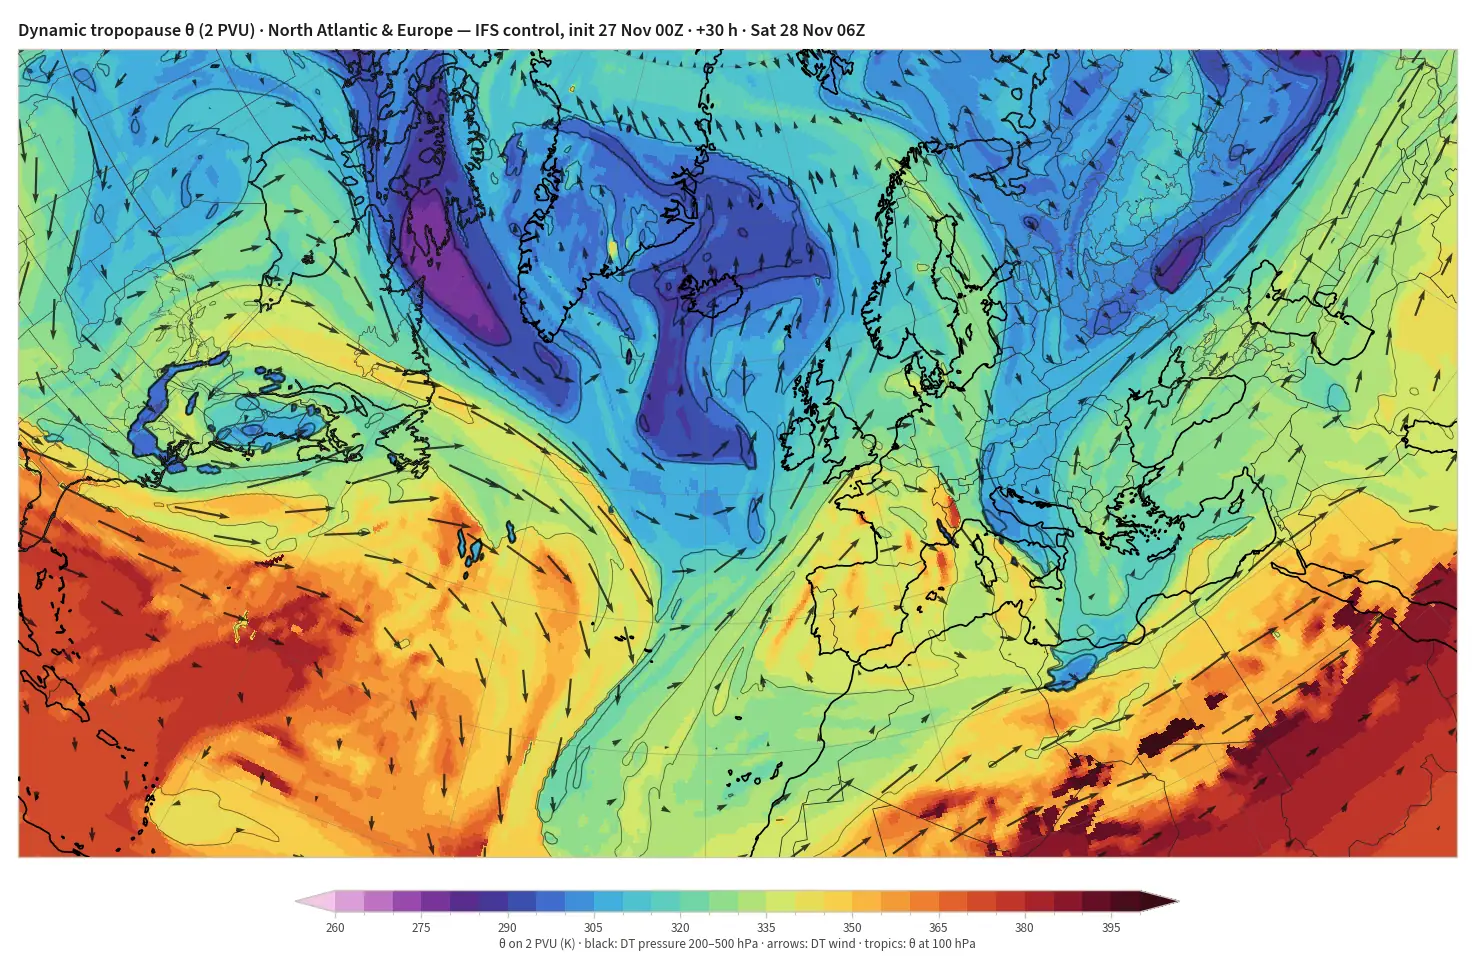 Dynamic tropopause θ (2 PVU) · North Atlantic & Europe — IFS control, init 27 Nov 00Z · +30 h · Sat 28 Nov 06Z
260 275 290 305 320 335 350 365 380 395
θ on 2 PVU (K) · black: DT pressure 200–500 hPa · arrows: DT wind · tropics: θ at 100 hPa